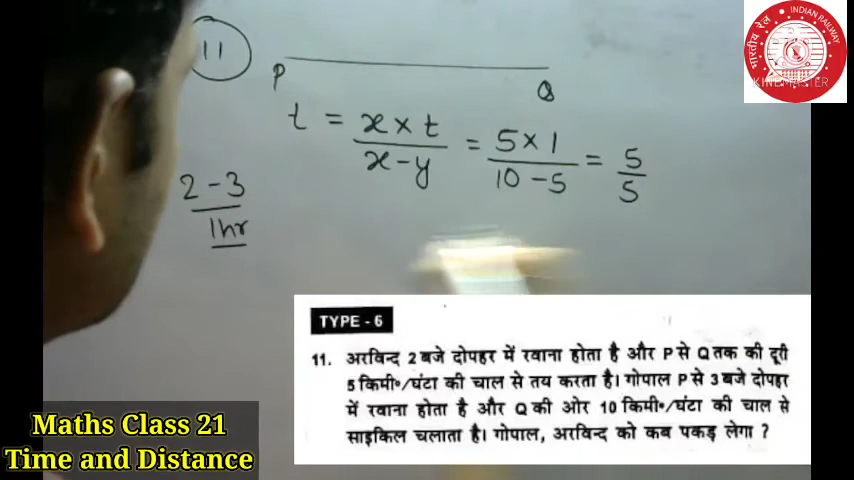 11
P
Q
t = x × t / x - y = 5 × 1 / 10 - 5 = 5 / 5
2 - 3
1hr
भारतीय रेल
INDIAN RAILWAY
KINEMASTER
TYPE - 6
11. अरविन्द 2 बजे दोपहर में रवाना होता है और P से Q तक की दूरी
5 किमी॰/घंटा की चाल से तय करता है। गोपाल P से 3 बजे दोपहर
में रवाना होता है और Q की ओर 10 किमी॰/घंटा की चाल से
साइकिल चलाता है। गोपाल, अरविन्द को कब पकड़ लेगा ?
Maths Class 21
Time and Distance